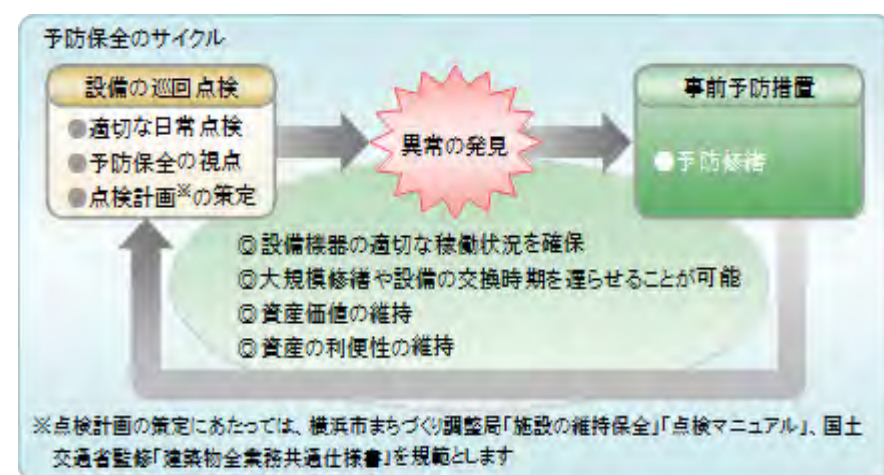 予防保全のサイクル
設備の巡回点検
●適切な日常点検
●予防保全の視点
●点検計画※の策定
異常の発見
事前予防措置
●予防修繕
◎設備機器の適切な稼働状況を確保
◎大規模修繕や設備の交換時期を遅らせることが可能
◎資産価値の維持
◎資産の利便性の維持
※点検計画の策定にあたっては、横浜市まちづくり調整局「施設の維持保全」「点検マニュアル」、国土
交通省監修「建築物全業務共通仕様書」を規範とします